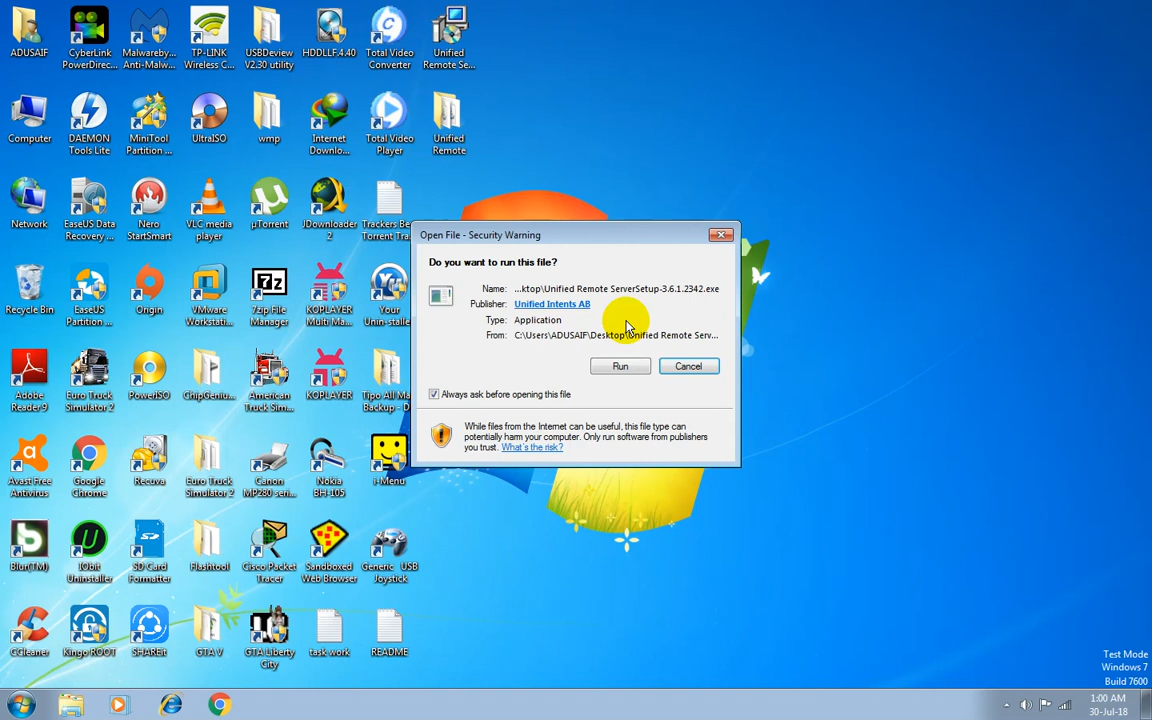 ADUSAIF
CyberLink
PowerDirec...
Malwareby...
Anti-Malw...
TP-LINK
Wireless C...
USBDeview
V2.30 utility
HDDLLF.4.40
Total Video
Converter
Unified
Remote Se...
Computer
DAEMON
Tools Lite
MiniTool
Partition ...
UltraISO
wmp
Internet
Downlo...
Total Video
Player
Unified
Remote
Network
EaseUS Data
Recovery ...
Nero
StartSmart
VLC media
player
µTorrent
JDownloader
2
Trackers Be
Torrent Tra
Recycle Bin
EaseUS
Partition ...
Origin
VMware
Workstati...
7zip File
Manager
KOPLAYER
Multi Ma...
Your
Unin-stalle
Adobe
Reader 9
Euro Truck
Simulator 2
PowerISO
ChipGenius...
American
Truck Sim...
KOPLAYER
Tipo All Ma
Backup - D
Avast Free
Antivirus
Google
Chrome
Recuva
Euro Truck
Simulator 2
Canon
MP280 seri...
Nokia
BH-105
i-Menu
Blur(TM)
IObit
Uninstaller
SD Card
Formatter
Flashtool
Cisco Packet
Tracer
Sandboxed
Web Browser
Generic USB
Joystick
CCleaner
Kingo ROOT
SHAREit
GTA V
GTA Liberty
City
task work
README
Open File - Security Warning
Do you want to run this file?
Name: ...ktop\Unified Remote ServerSetup-3.6.1.2342.exe
Publisher: Unified Intents AB
Type: Application
From: C:\Users\ADUSAIF\Desktop\Unified Remote Serv...
Run
Cancel
Always ask before opening this file
While files from the Internet can be useful, this file type can
potentially harm your computer. Only run software from publishers
you trust. What's the risk?
Test Mode
Windows 7
Build 7600
1:00 AM
30-Jul-18